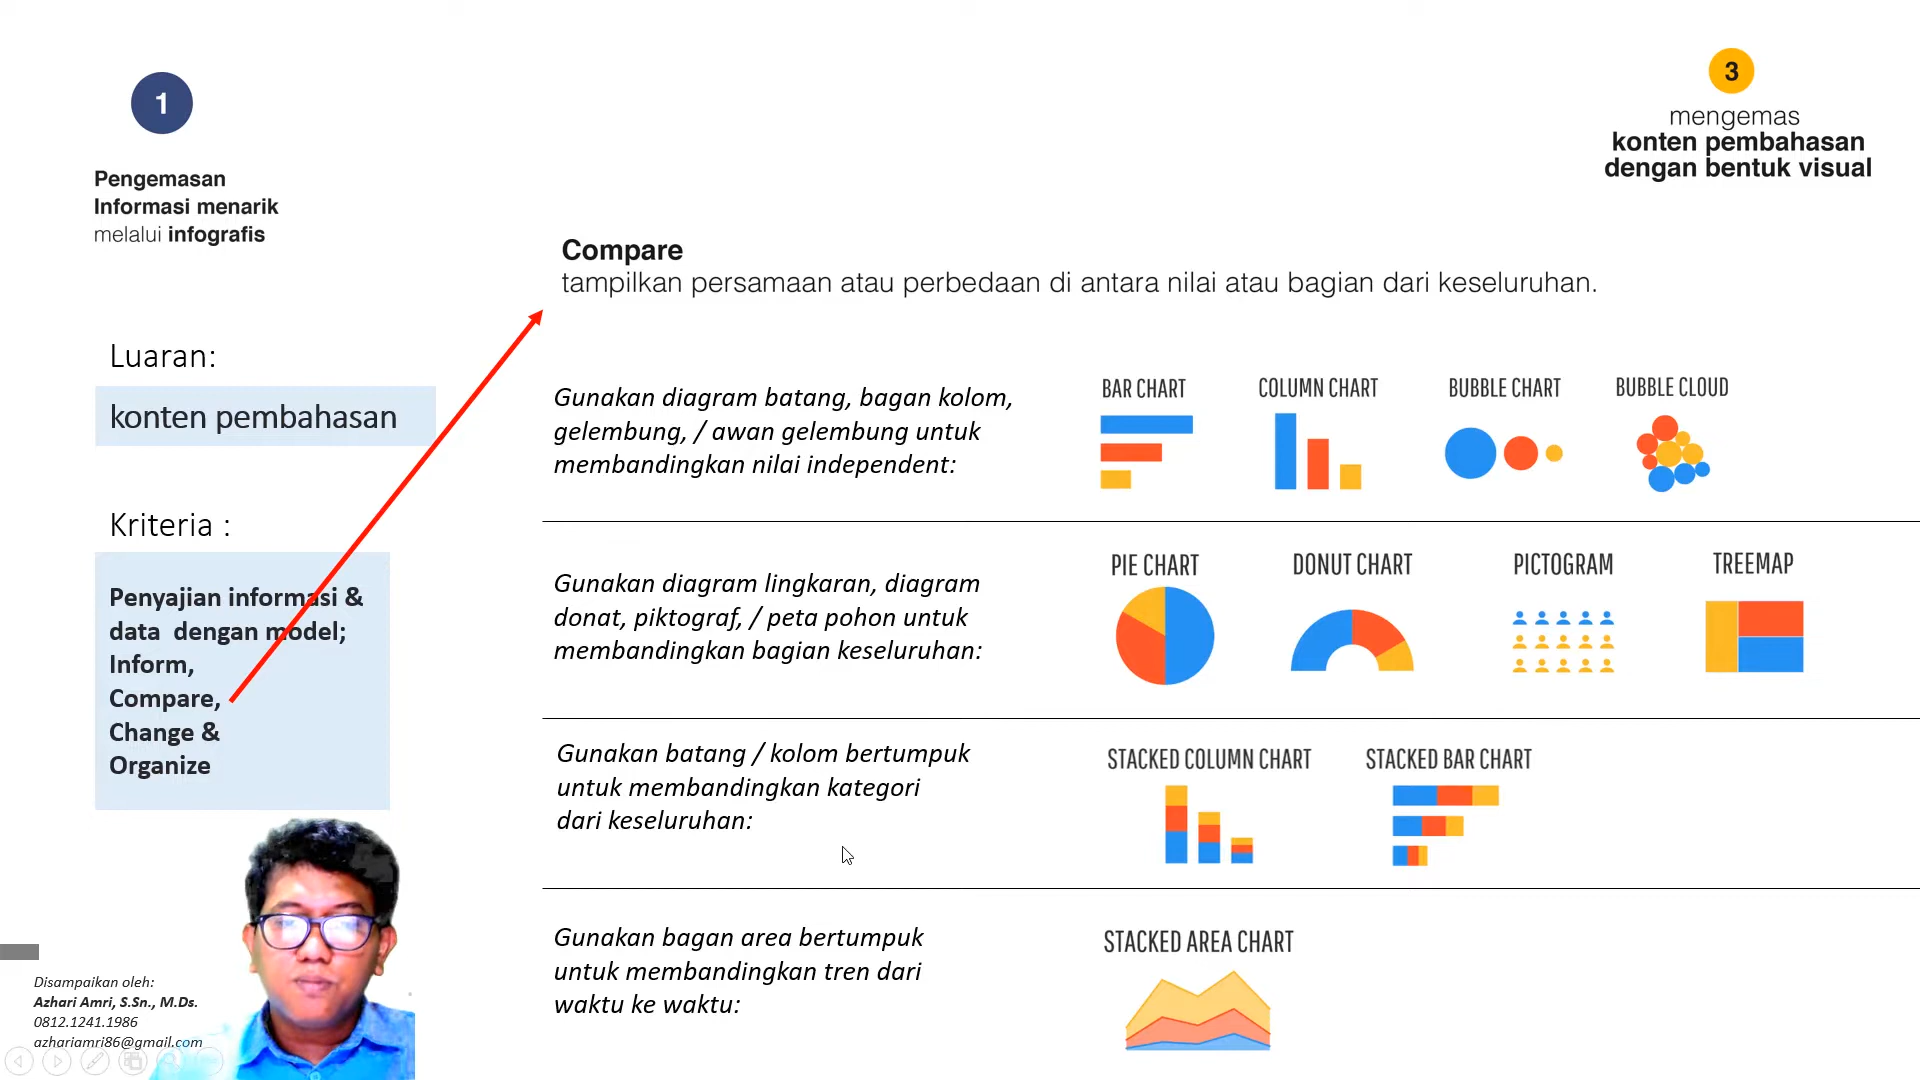 1
Pengemasan
Informasi menarik
melalui infografis
3
mengemas
konten pembahasan
dengan bentuk visual
Compare
tampilkan persamaan atau perbedaan di antara nilai atau bagian dari keseluruhan.
Luaran:
konten pembahasan
Kriteria :
Penyajian informasi &
data  dengan model;
Inform,
Compare,
Change &
Organize
Gunakan diagram batang, bagan kolom,
gelembung, / awan gelembung untuk
membandingkan nilai independent:
BAR CHART
COLUMN CHART
BUBBLE CHART
BUBBLE CLOUD
Gunakan diagram lingkaran, diagram
donat, piktograf, / peta pohon untuk
membandingkan bagian keseluruhan:
PIE CHART
DONUT CHART
PICTOGRAM
TREEMAP
Gunakan batang / kolom bertumpuk
untuk membandingkan kategori
dari keseluruhan:
STACKED COLUMN CHART
STACKED BAR CHART
Gunakan bagan area bertumpuk
untuk membandingkan tren dari
waktu ke waktu:
STACKED AREA CHART
Disampaikan oleh:
Azhari Amri, S.Sn., M.Ds.
0812.1241.1986
azhariamri86@gmail.com